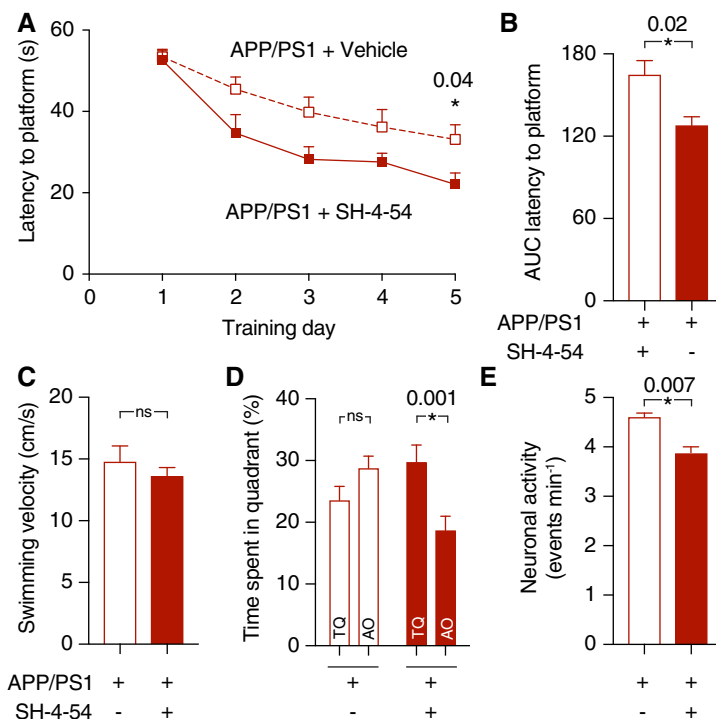 A
Latency to platform (s)
60
40
20
0
APP/PS1 + Vehicle
0.04
*
APP/PS1 + SH-4-54
0 1 2 3 4 5
Training day
B
0.02
*
AUC latency to platform
180
120
60
0
APP/PS1 + +
SH-4-54 + -
C
Swimming velocity (cm/s)
20
15
10
5
0
ns
APP/PS1 + +
SH-4-54 - +
D
Time spent in quadrant (%)
40
30
20
10
0
ns
0.001
*
TQ AO TQ AO
+ +
- +
E
Neuronal activity
(events min-1)
5
4
3
2
1
0
0.007
*
+ +
- +